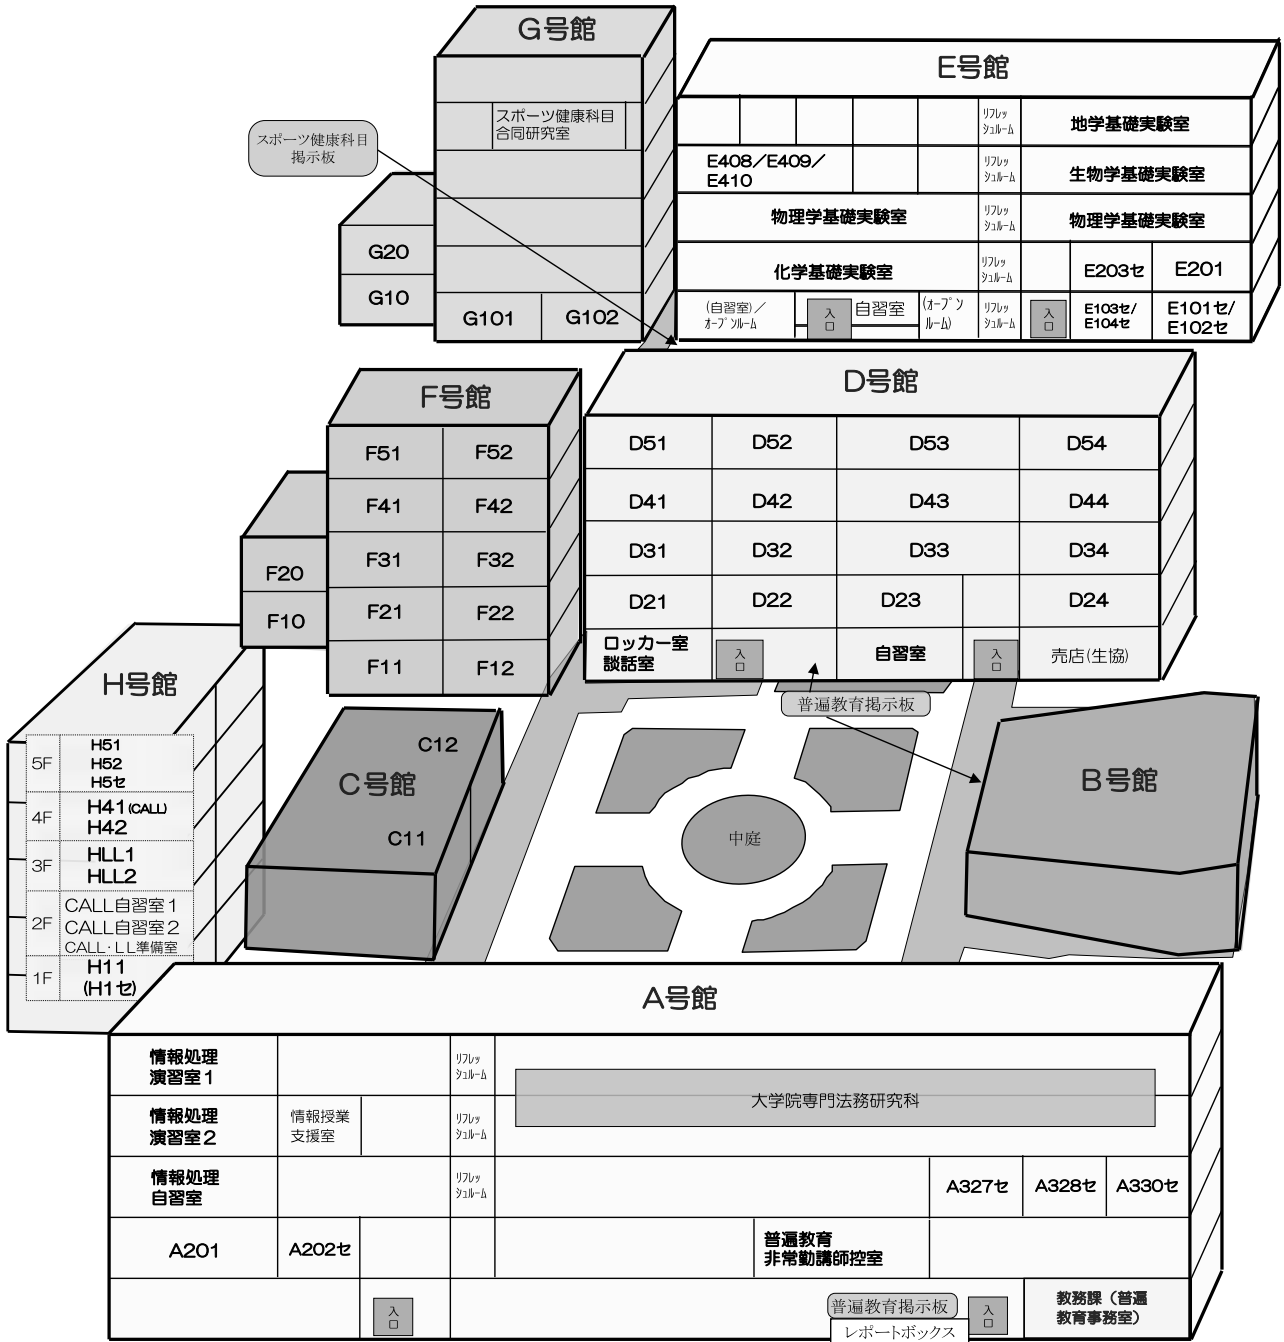 G号館
スポーツ健康科目
合同研究室
G20
G10
G101
G102
スポーツ健康科目
掲示板
E号館
リフレッ
シュルーム
地学基礎実験室
E408／E409／
E410
リフレッ
シュルーム
生物学基礎実験室
物理学基礎実験室
リフレッ
シュルーム
物理学基礎実験室
化学基礎実験室
リフレッ
シュルーム
E203セ
E201
(自習室)／
オープンルーム
入
口
自習室
(オープン
ルーム)
リフレッ
シュルーム
入
口
E103セ/
E104セ
E101セ/
E102セ
F号館
F51
F52
F41
F42
F31
F32
F21
F22
F11
F12
F20
F10
D号館
D51
D52
D53
D54
D41
D42
D43
D44
D31
D32
D33
D34
D21
D22
D23
D24
ロッカー室
談話室
入
口
自習室
入
口
売店(生協)
普遍教育掲示板
H号館
5F
H51
H52
H5セ
4F
H41(CALL)
H42
3F
HLL1
HLL2
2F
CALL自習室1
CALL自習室2
CALL・LL準備室
1F
H11
(H1セ)
C号館
C12
C11
中庭
B号館
A号館
情報処理
演習室1
リフレッ
シュルーム
大学院専門法務研究科
情報処理
演習室2
情報授業
支援室
リフレッ
シュルーム
情報処理
自習室
リフレッ
シュルーム
A327セ
A328セ
A330セ
A201
A202セ
普遍教育
非常勤講師控室
入
口
普遍教育掲示板
レポートボックス
入
口
教務課（普遍
教育事務室）